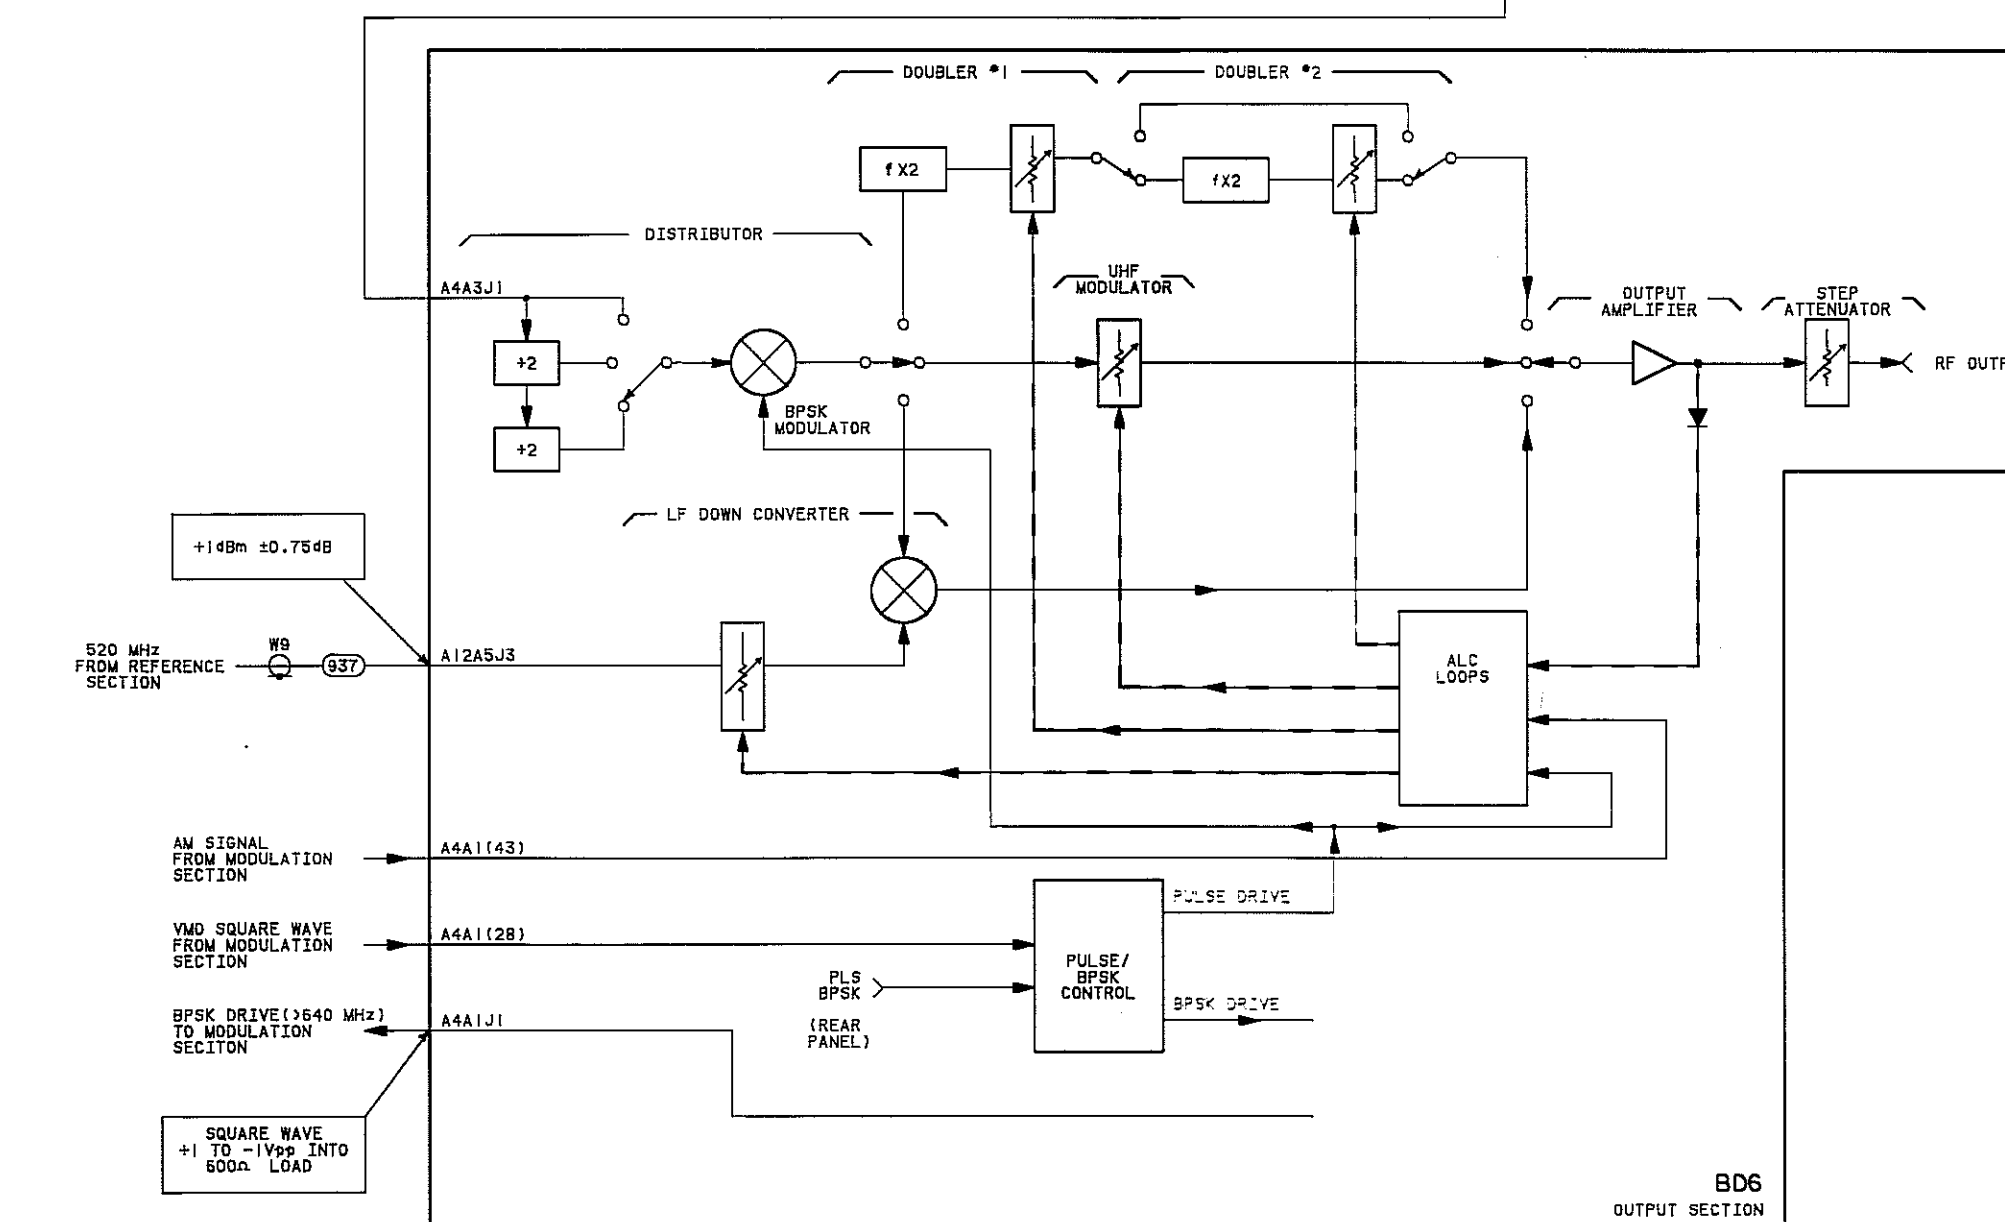 DOUBLER #1
DOUBLER #2
f X2
fX2
DISTRIBUTOR
UHF
MODULATOR
A4A3J1
OUTPUT
AMPLIFIER
STEP
ATTENUATOR
÷2
÷2
RF OUTP
BPSK
MODULATOR
LF DOWN CONVERTER
+1dBm ±0.75dB
520 MHz
FROM REFERENCE
SECTION
W9
937
A12A5J3
ALC
LOOPS
AM SIGNAL
FROM MODULATION
SECTION
A4A1(43)
PULSE DRIVE
VMD SQUARE WAVE
FROM MODULATION
SECTION
A4A1(28)
PLS
BPSK
(REAR
PANEL)
PULSE/
BPSK
CONTROL
BPSK DRIVE
BPSK DRIVE(>640 MHz)
TO MODULATION
SECITON
A4A1J1
SQUARE WAVE
+1 TO -1Vpp INTO
600Ω LOAD
BD6
OUTPUT SECTION